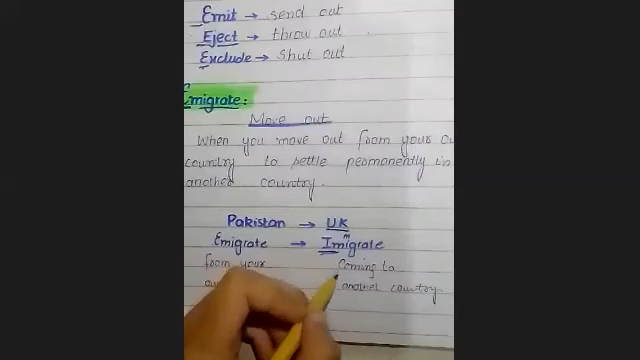 Emit → send out
Eject → throw out
Exclude → shut out
Emigrate:
Move out
When you move out from your
country to settle permanently in
another country.
Pakistan → UK
Emigrate → Immigrate
from your coming to
another country